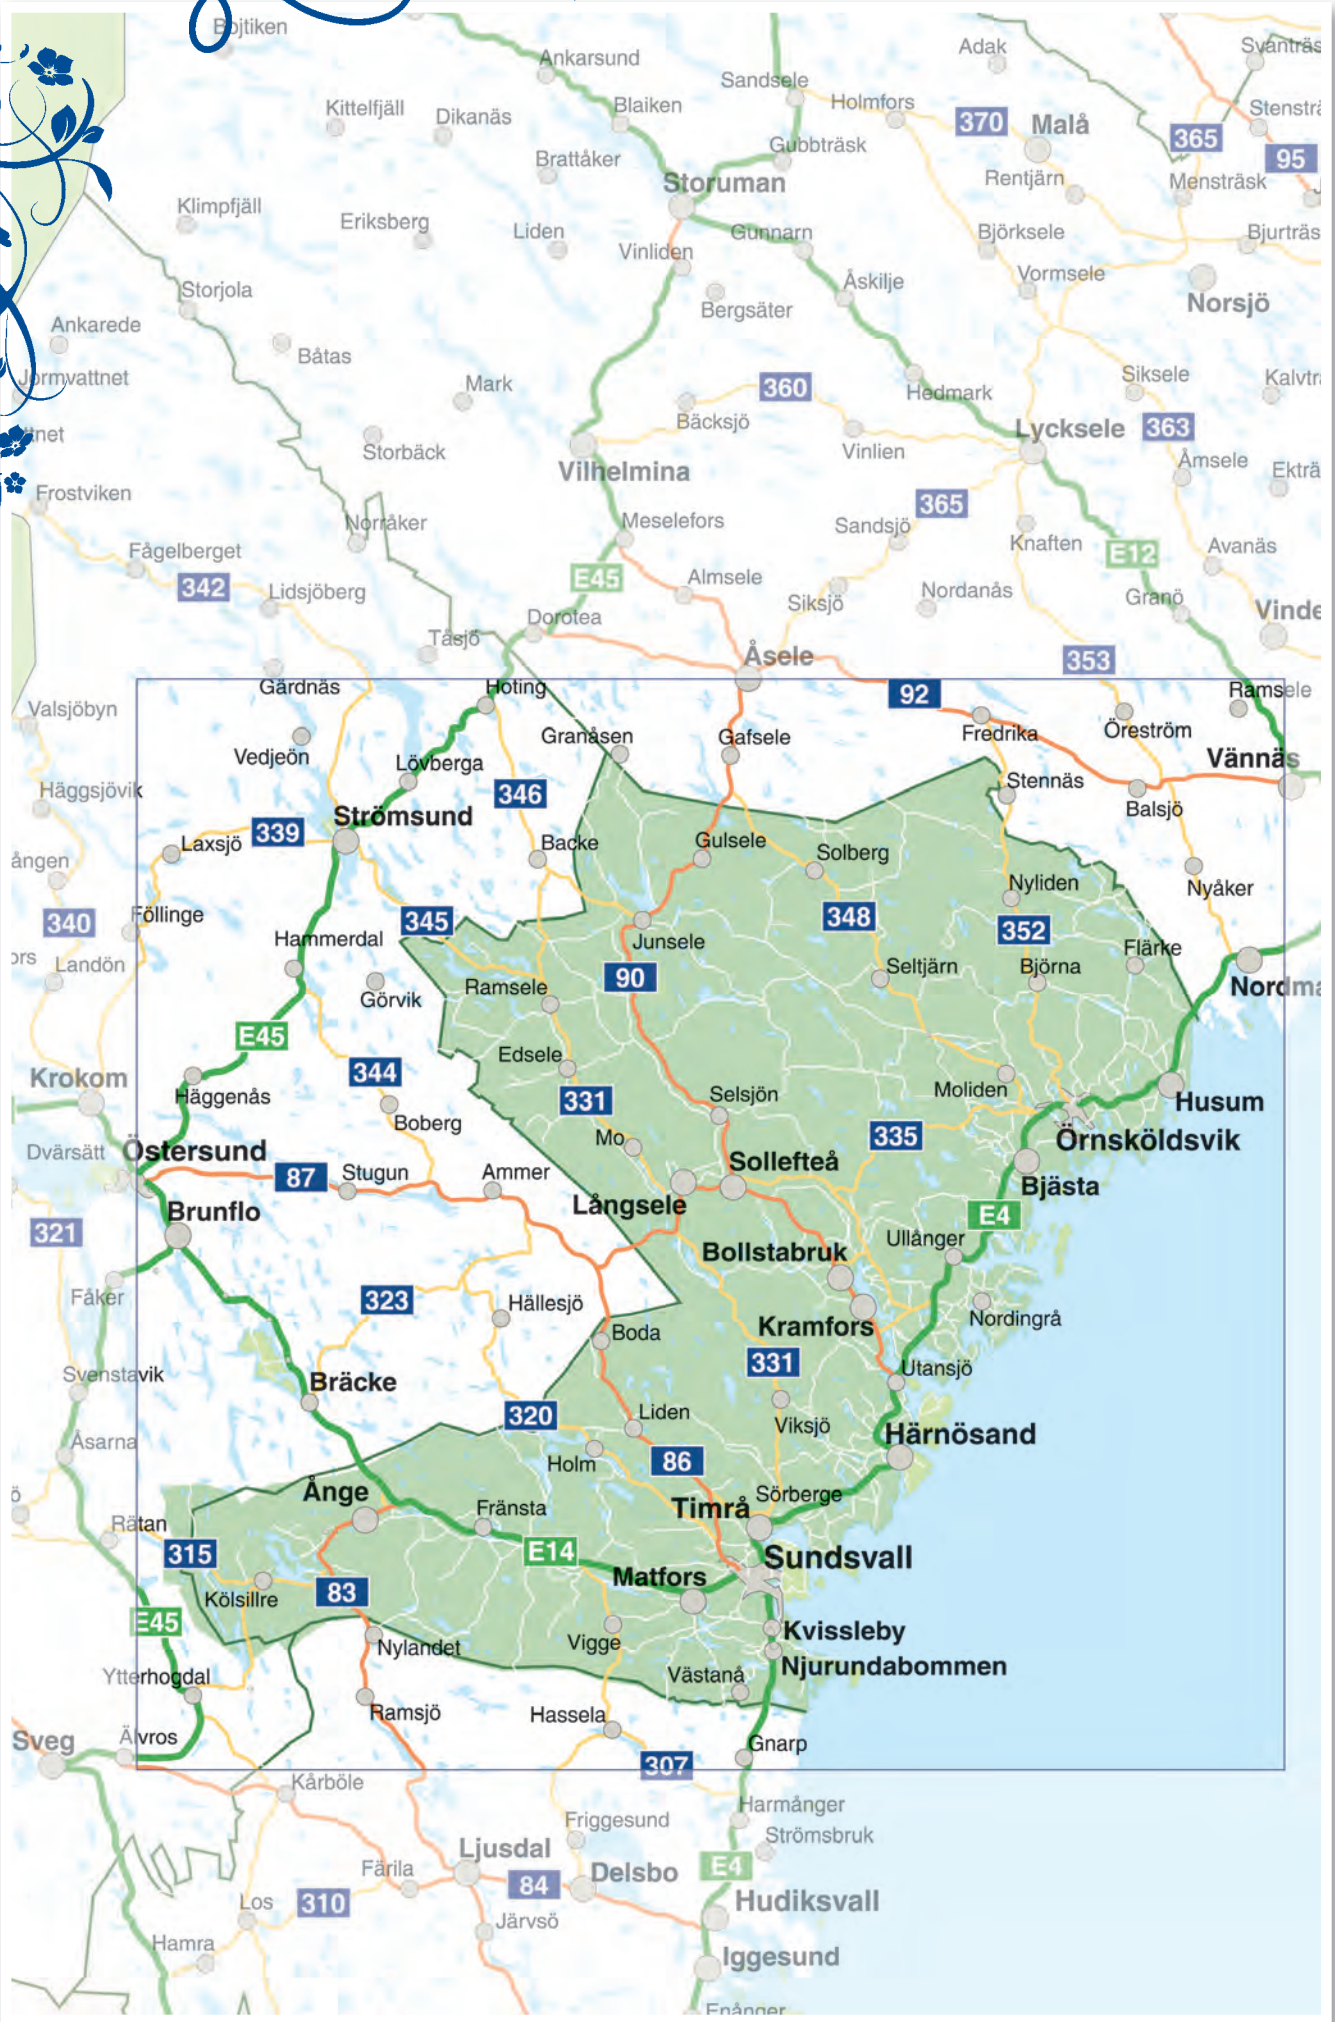 Bojtiken
Ankarsund
Adak
Sandsele
Kittelfjäll
Dikanäs
Blaiken
Holmfors
370
Malå
365
95
Gubbträsk
Brattåker
Storuman
Rentjärn
Mensträsk
Klimpfjäll
Eriksberg
Liden
Gunnarn
Björksele
Vinliden
Åskilje
Vormsele
Storjola
Bergsäter
Norsjö
Ankarede
Båtas
Jormvattnet
Mark
360
Siksele
Hedmark
Bäcksjö
Lycksele
363
Storbäck
Vinlien
Vilhelmina
Åmsele
Frostviken
365
Norråker
Meselefors
Sandsjö
Knaften
E12
Avanäs
Fågelberget
342
E45
Almsele
Lidsjöberg
Siksjö
Nordanås
Granö
Dorotea
Tåsjö
Åsele
353
Gärdnäs
Hoting
92
Ramsele
Valsjöbyn
Vedjeön
Granåsen
Gafsele
Fredrika
Öreström
Lövberga
Vännäs
Häggsjövik
346
Stennäs
Balsjö
Strömsund
339
Laxsjö
Backe
Gulsele
Solberg
Nyliden
Nyåker
340
Föllinge
345
348
352
Hammerdal
Junsele
Flärke
Landön
90
Seltjärn
Björna
Görvik
Ramsele
E45
Edsele
Krokom
344
Häggenås
331
Selsjön
Moliden
Husum
Boberg
Mo
335
Örnsköldsvik
Dvärsätt
Östersund
87
Stugun
Ammer
Sollefteå
Bjästa
Brunflo
Långsele
E4
321
Bollstabruk
Ullånger
Fåker
323
Hällesjö
Nordingrå
Boda
Kramfors
331
Utansjö
Svenstavik
Bräcke
320
Liden
Viksjö
Härnösand
Åsarna
Holm
86
Ånge
Fränsta
Timrå
Sörberge
Rätan
315
E14
Sundsvall
83
Matfors
Kölsillre
E45
Kvissleby
Nylandet
Vigge
Njurundabommen
Ytterhogdal
Västanå
Ramsjö
Hassela
Sveg
Älvros
Gnarp
307
Kårböle
Harmånger
Friggesund
Strömsbruk
Ljusdal
Färila
84
Delsbo
E4
Los
310
Hudiksvall
Järvsö
Hamra
Iggesund
Enånger